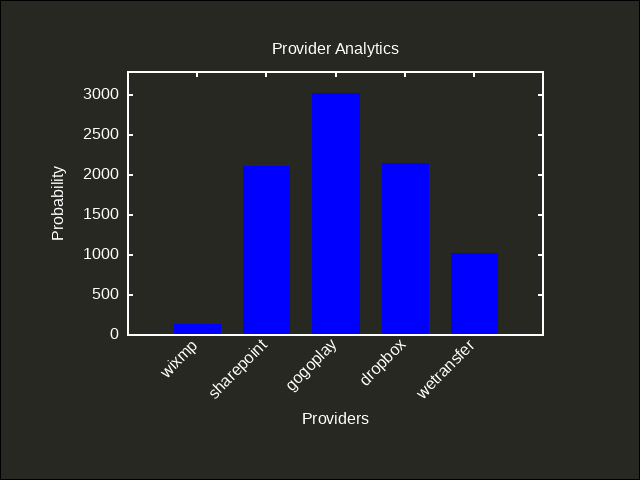 Provider Analytics
3000
2500
2000
1500
1000
500
0
Probability
wixmp
sharepoint
gogoplay
dropbox
wetransfer
Providers